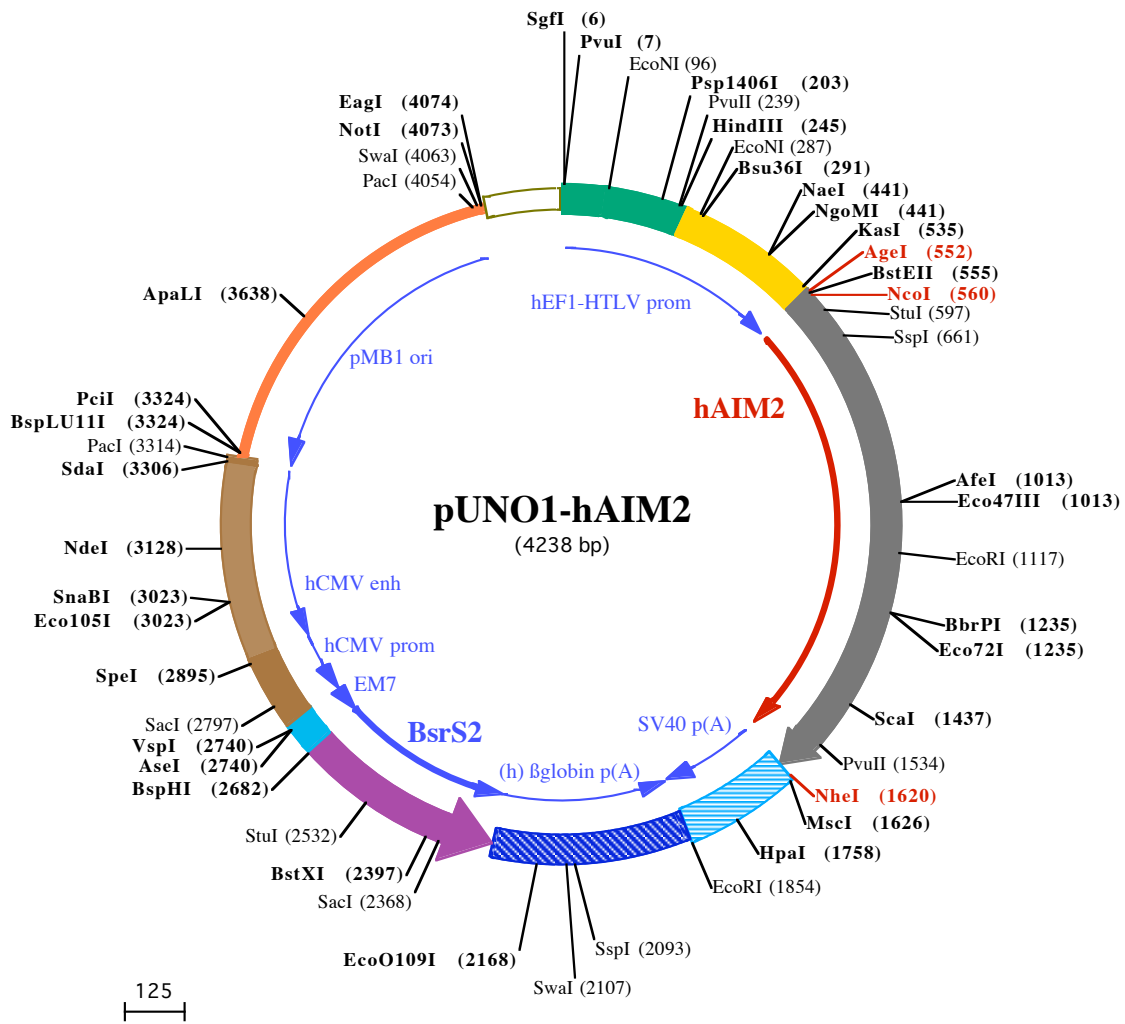 SgfI (6)
PvuI (7)
EcoNI (96)
Psp1406I (203)
PvuII (239)
HindIII (245)
EcoNI (287)
Bsu36I (291)
NaeI (441)
NgoMI (441)
KasI (535)
AgeI (552)
BstEII (555)
NcoI (560)
StuI (597)
SspI (661)
AfeI (1013)
Eco47III (1013)
EcoRI (1117)
BbrPI (1235)
Eco72I (1235)
ScaI (1437)
PvuII (1534)
NheI (1620)
MscI (1626)
HpaI (1758)
EcoRI (1854)
SspI (2093)
SwaI (2107)
EcoO109I (2168)
SacI (2368)
BstXI (2397)
StuI (2532)
BspHI (2682)
AseI (2740)
VspI (2740)
SacI (2797)
SpeI (2895)
Eco105I (3023)
SnaBI (3023)
NdeI (3128)
SdaI (3306)
PacI (3314)
BspLU11I (3324)
PciI (3324)
ApaLI (3638)
PacI (4054)
SwaI (4063)
NotI (4073)
EagI (4074)
hEF1-HTLV prom
hAIM2
SV40 p(A)
(h) ßglobin p(A)
BsrS2
EM7
hCMV prom
hCMV enh
pMB1 ori
pUNO1-hAIM2
(4238 bp)
125